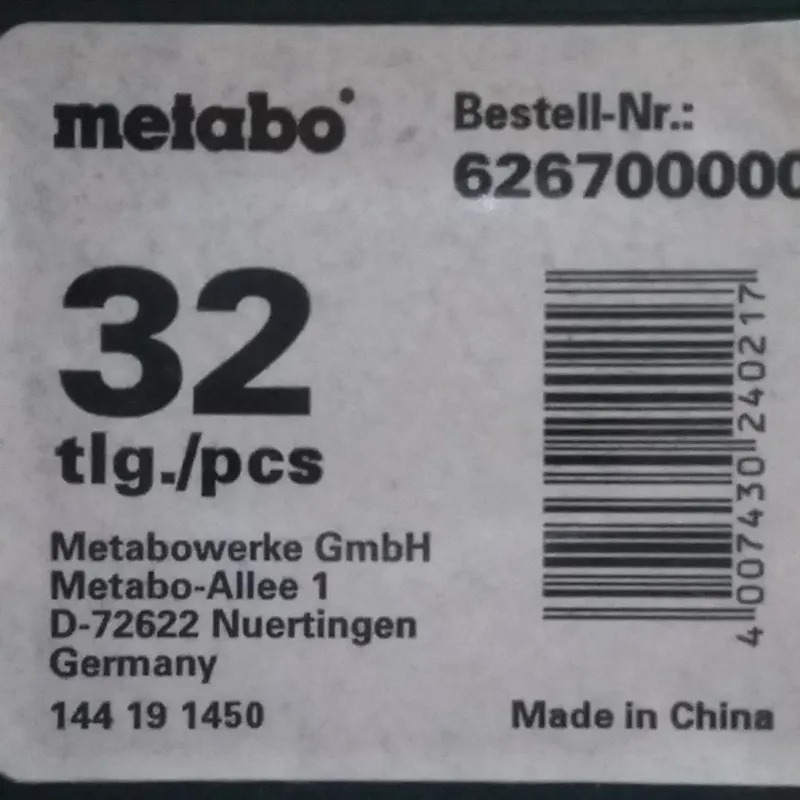 metabo
Bestell-Nr.:
626700000
32
tlg./pcs
4 007430 240217
Metabowerke GmbH
Metabo-Allee 1
D-72622 Nuertingen
Germany
144 19 1450
Made in China